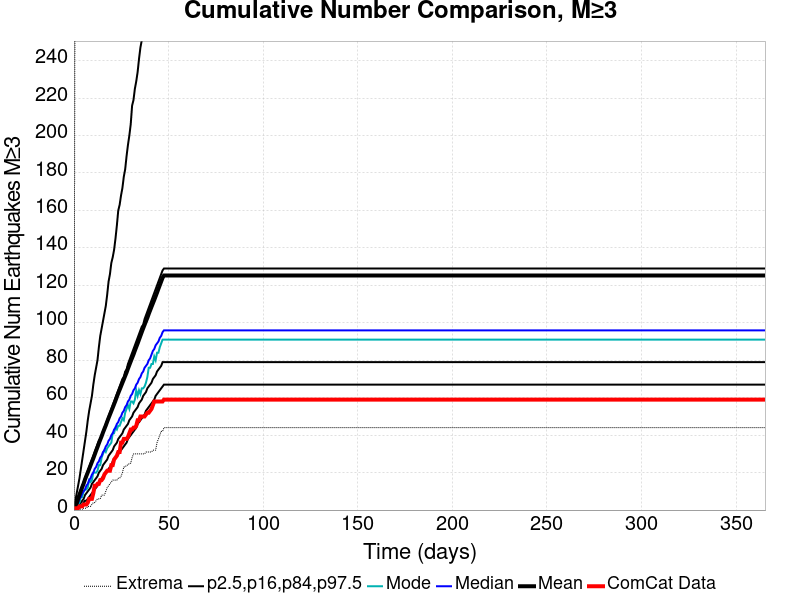 Cumulative Number Comparison, M≥3
Cumulative Num Earthquakes M≥3
240
220
200
180
160
140
120
100
80
60
40
20
0
0 50 100 150 200 250 300 350
Time (days)
Extrema p2.5,p16,p84,p97.5 Mode Median Mean ComCat Data